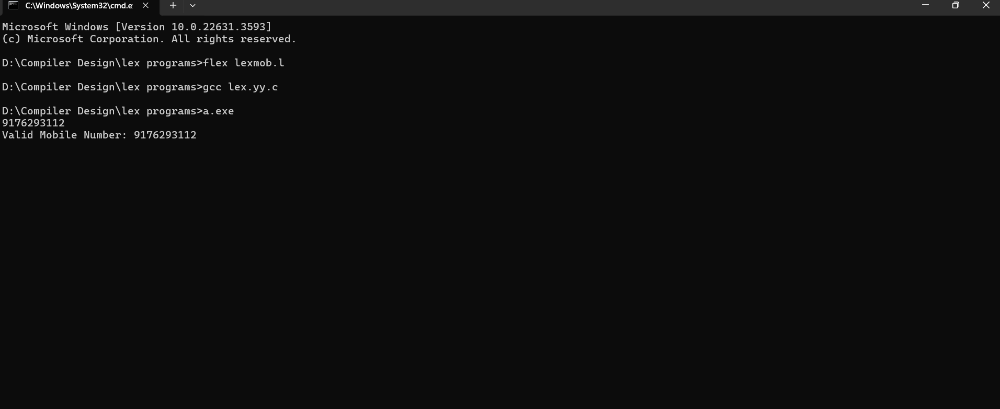 C:\Windows\System32\cmd.e
Microsoft Windows [Version 10.0.22631.3593]
(c) Microsoft Corporation. All rights reserved.
D:\Compiler Design\lex programs>flex lexmob.l
D:\Compiler Design\lex programs>gcc lex.yy.c
D:\Compiler Design\lex programs>a.exe
9176293112
Valid Mobile Number: 9176293112